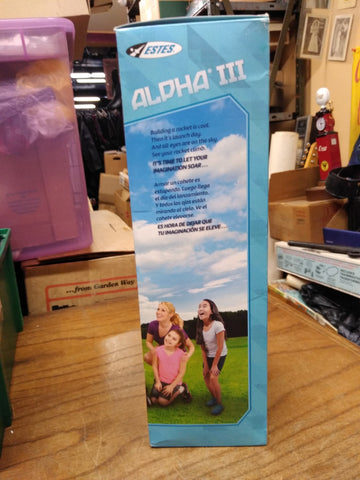 ESTES
ALPHA III
Building a rocket is cool.
Then it's launch day.
And all eyes are on the sky.
See your rocket climb.
IT'S TIME TO LET YOUR
IMAGINATION SOAR...
Armar un cohete es
estupendo. Luego llega
el día del lanzamiento.
Y todos los ojos están
mirando al cielo. Ve el
cohete elevarse.
ES HORA DE DEJAR QUE
TU IMAGINACIÓN SE ELEVE...
...from Garden Way